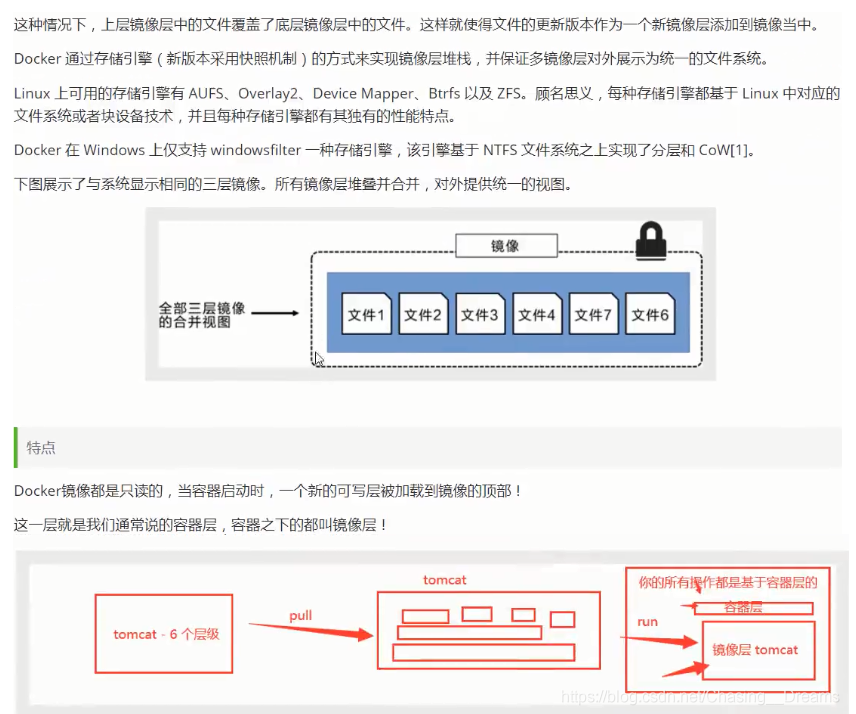 这种情况下，上层镜像层中的文件覆盖了底层镜像层中的文件。这样就使得文件的更新版本作为一个新镜像层添加到镜像当中。
Docker 通过存储引擎（新版本采用快照机制）的方式来实现镜像层堆栈，并保证多镜像层对外展示为统一的文件系统。
Linux 上可用的存储引擎有 AUFS、Overlay2、Device Mapper、Btrfs 以及 ZFS。顾名思义，每种存储引擎都基于 Linux 中对应的
文件系统或者块设备技术，并且每种存储引擎都有其独有的性能特点。
Docker 在 Windows 上仅支持 windowsfilter 一种存储引擎，该引擎基于 NTFS 文件系统之上实现了分层和 CoW[1]。
下图展示了与系统显示相同的三层镜像。所有镜像层堆叠并合并，对外提供统一的视图。
镜像
全部三层镜像
的合并视图
文件1 文件2 文件3 文件4 文件7 文件6
特点
Docker镜像都是只读的，当容器启动时，一个新的可写层被加载到镜像的顶部！
这一层就是我们通常说的容器层，容器之下的都叫镜像层！
tomcat
你的所有操作都是基于容器层的
容器层
pull
run
tomcat - 6 个层级
镜像层 tomcat
https://blog.csdn.net/Chasing__Dreams